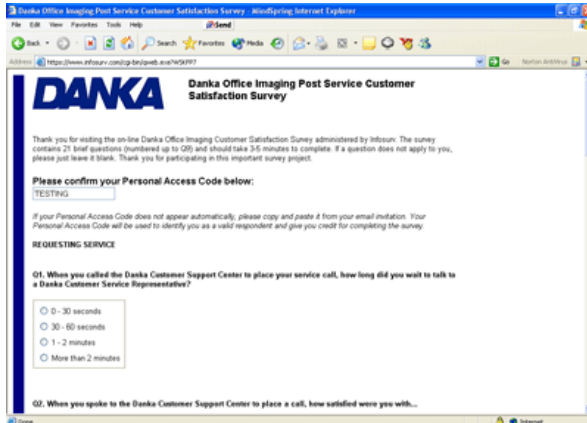 Danka Office Imaging Post Service Customer Satisfaction Survey - MindSpring Internet Explorer
File Edit View Favorites Tools Help
Send
Back Search Favorites Media
Address https://www.infosurv.com/cgi-bin/qweb.exe? Go Norton AntiVirus
DANKA
Danka Office Imaging Post Service Customer
Satisfaction Survey
Thank you for visiting the on-line Danka Office Imaging Customer Satisfaction Survey administered by Infosurv. The survey
contains 21 brief questions (numbered up to Q9) and should take 3-5 minutes to complete. If a question does not apply to you,
please just leave it blank. Thank you for participating in this important survey project.
Please confirm your Personal Access Code below:
TESTING
If your Personal Access Code does not appear automatically, please copy and paste it from your email invitation. Your
Personal Access Code will be used to identify you as a valid respondent and give you credit for completing the survey.
REQUESTING SERVICE
Q1. When you called the Danka Customer Support Center to place your service call, how long did you wait to talk to
a Danka Customer Service Representative?
0 - 30 seconds
30 - 60 seconds
1 - 2 minutes
More than 2 minutes
Q2. When you spoke to the Danka Customer Support Center to place a call, how satisfied were you with...
Done Internet